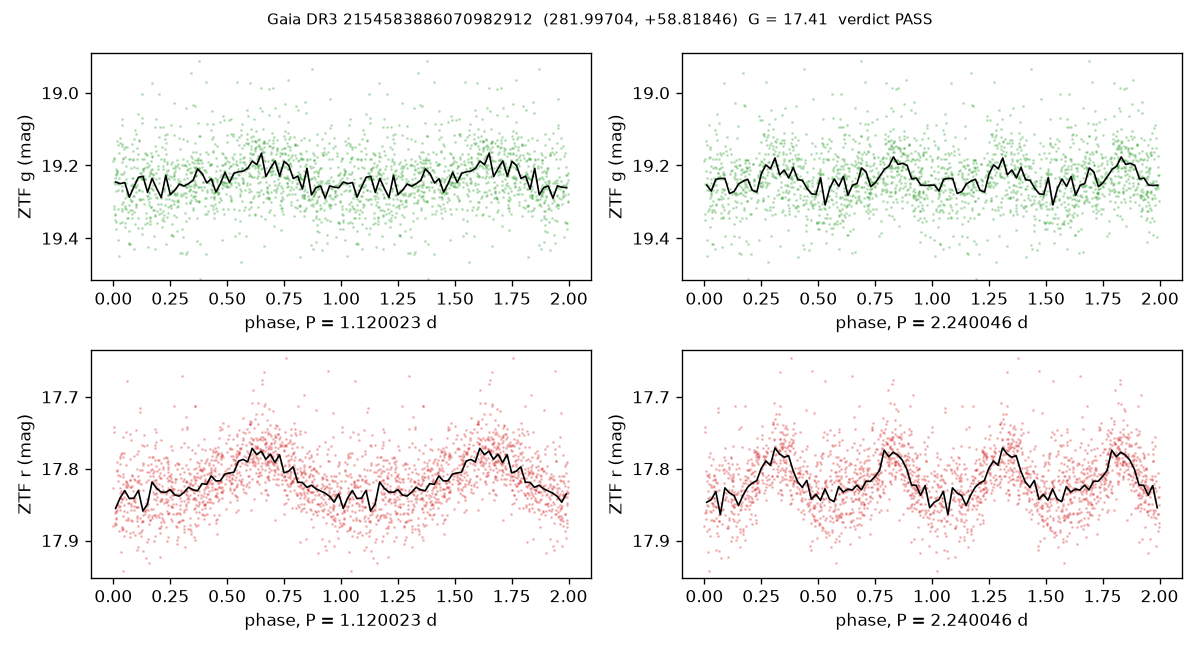 Gaia DR3 2154583886070982912 (281.99704, +58.81846) G = 17.41 verdict PASS
ZTF g (mag)
19.0
19.2
19.4
0.00 0.25 0.50 0.75 1.00 1.25 1.50 1.75 2.00
phase, P = 1.120023 d
ZTF g (mag)
19.0
19.2
19.4
0.00 0.25 0.50 0.75 1.00 1.25 1.50 1.75 2.00
phase, P = 2.240046 d
ZTF r (mag)
17.7
17.8
17.9
0.00 0.25 0.50 0.75 1.00 1.25 1.50 1.75 2.00
phase, P = 1.120023 d
ZTF r (mag)
17.7
17.8
17.9
0.00 0.25 0.50 0.75 1.00 1.25 1.50 1.75 2.00
phase, P = 2.240046 d